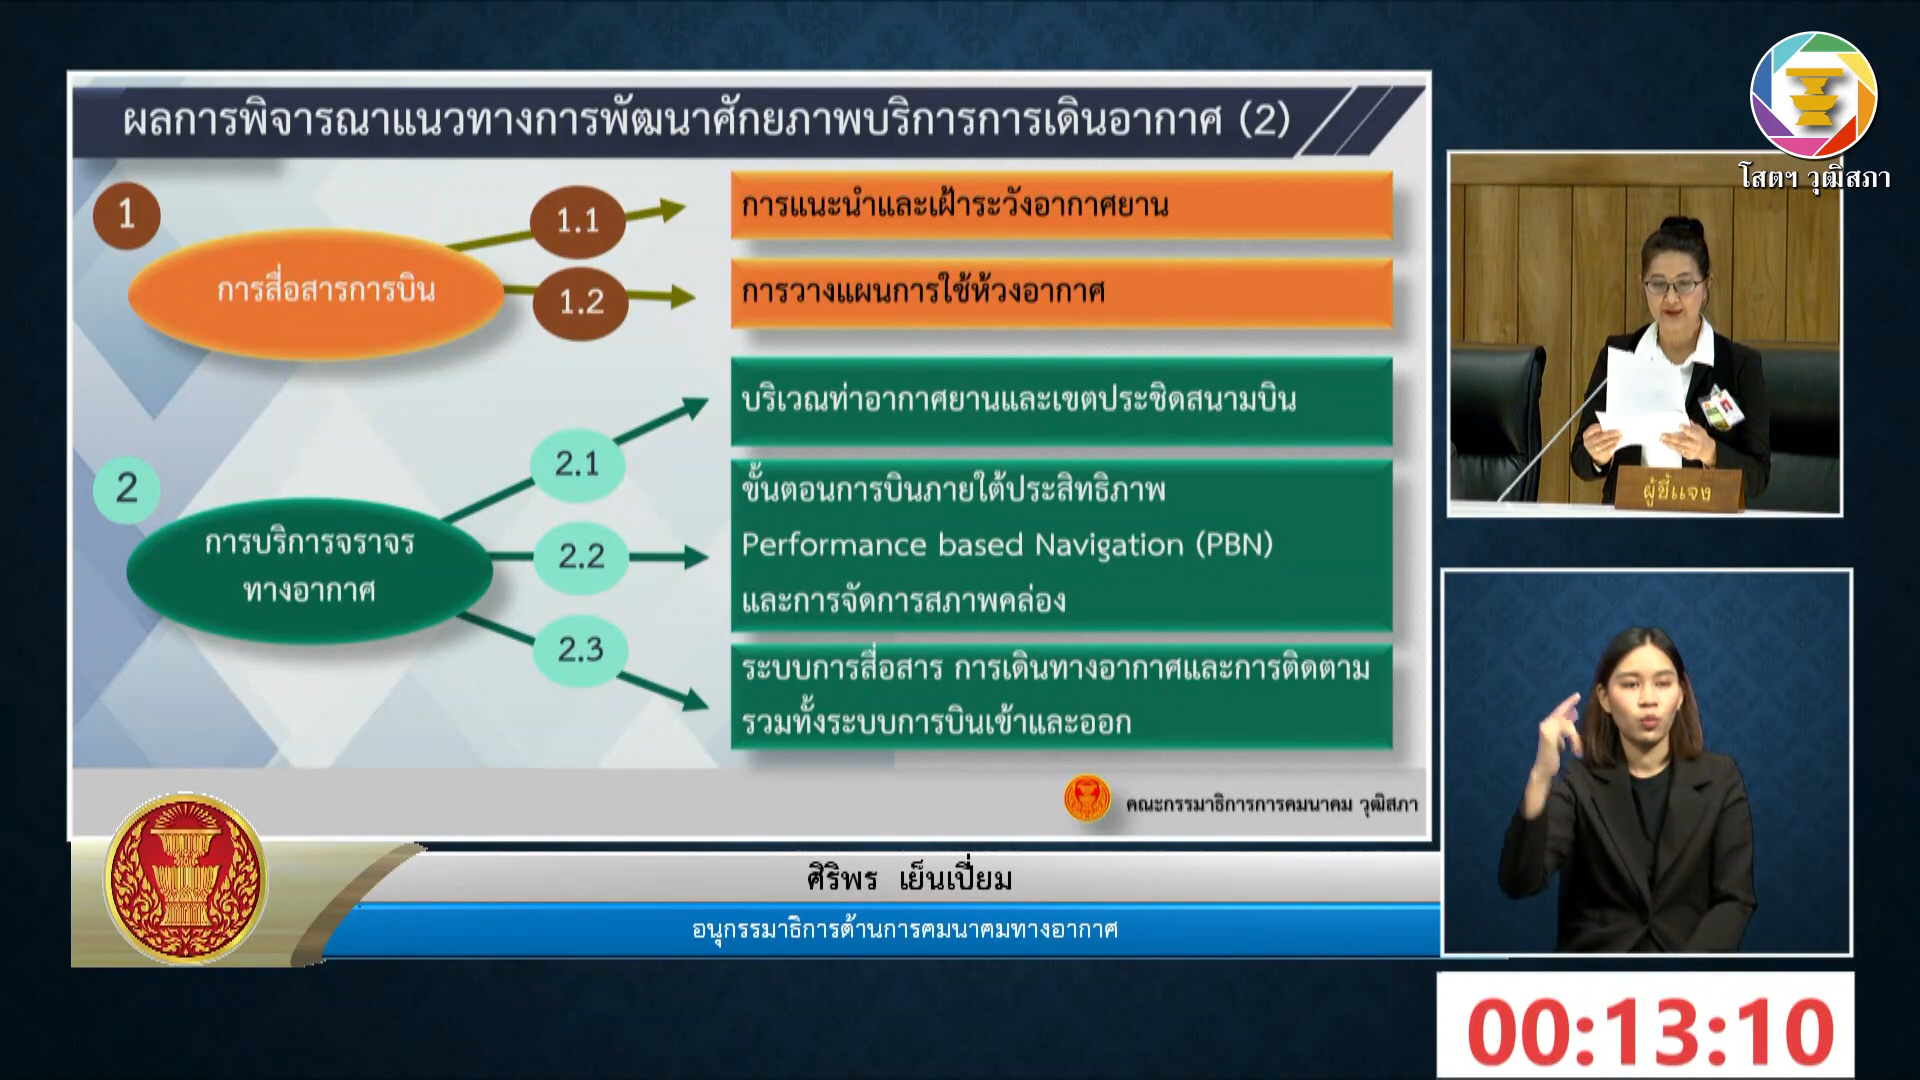 ผลการพิจารณาแนวทางการพัฒนาศักยภาพบริการการเดินอากาศ (2)
โสตฯ วุฒิสภา
1
การสื่อสารการบิน
1.1
การแนะนำและเฝ้าระวังอากาศยาน
1.2
การวางแผนการใช้ห้วงอากาศ
2
การบริการจราจร
ทางอากาศ
2.1
บริเวณท่าอากาศยานและเขตประชิดสนามบิน
2.2
ขั้นตอนการบินภายใต้ประสิทธิภาพ
Performance based Navigation (PBN)
และการจัดการสภาพคล่อง
2.3
ระบบการสื่อสาร การเดินทางอากาศและการติดตาม
รวมทั้งระบบการบินเข้าและออก
คณะกรรมาธิการการคมนาคม วุฒิสภา
ผู้ชี้แจง
ศิริพร เย็นเปี่ยม
อนุกรรมาธิการด้านการคมนาคมทางอากาศ
00:13:10